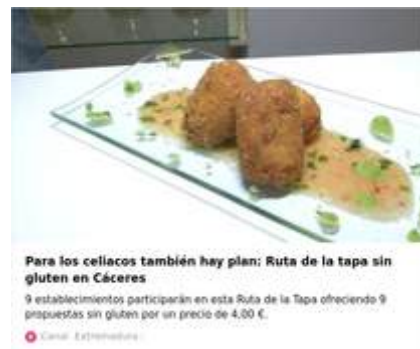 Para los celiacos también hay plan: Ruta de la tapa sin
gluten en Cáceres
9 establecimientos participarán en esta Ruta de la Tapa ofreciendo 9
propuestas sin gluten por un precio de 4,00 €.
Canal Extremadura